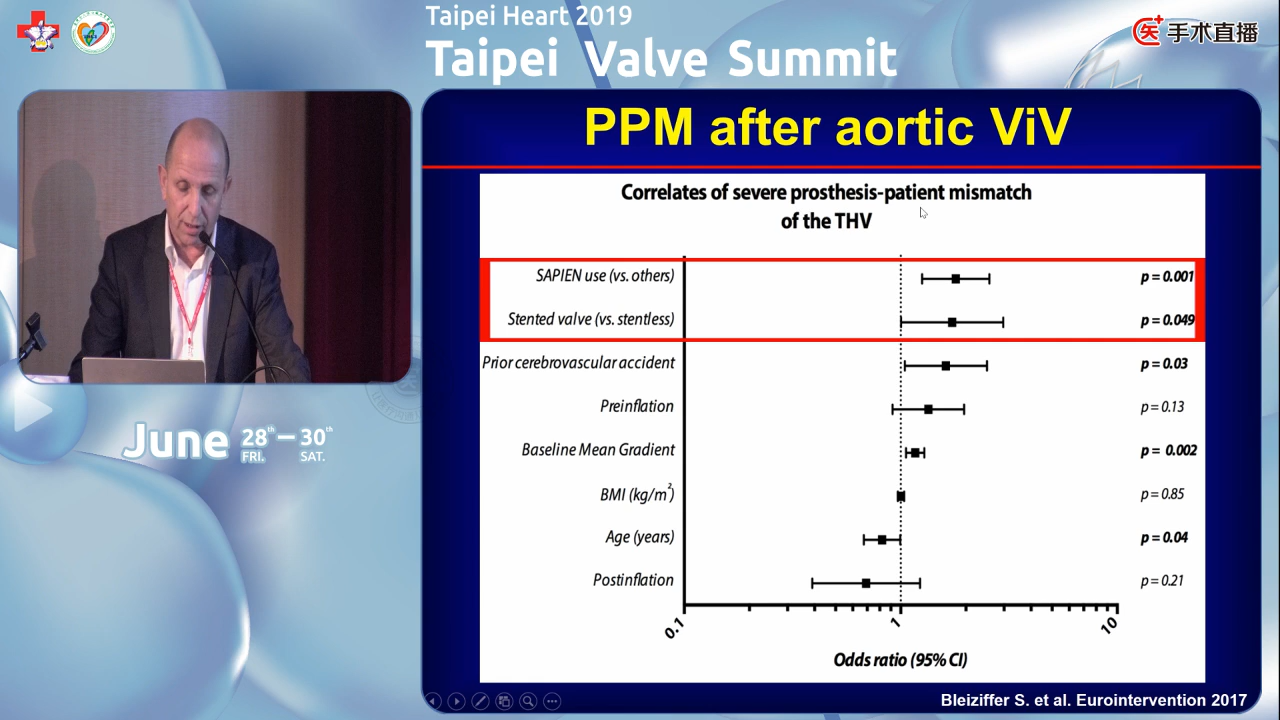 Taipei Heart 2019
Taipei Valve Summit
手术直播
PPM after aortic ViV
Correlates of severe prosthesis-patient mismatch
of the THV
SAPIEN use (vs. others) p = 0.001
Stented valve (vs. stentless) p = 0.049
Prior cerebrovascular accident p = 0.03
Preinflation p = 0.13
Baseline Mean Gradient p = 0.002
BMI (kg/m²) p = 0.85
Age (years) p = 0.04
Postinflation p = 0.21
0.1 1 10
Odds ratio (95% CI)
Bleiziffer S. et al. Eurointervention 2017
June 28th — 30th
FRI. SAT.